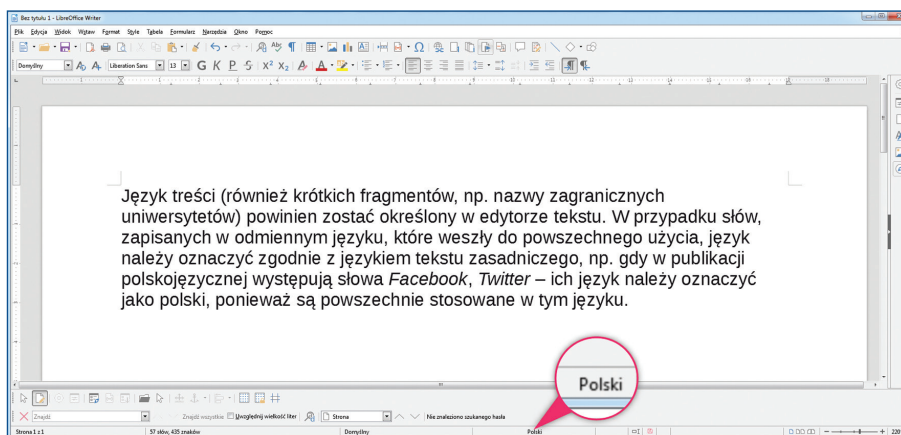 Bez tytułu 1 - LibreOffice Writer
Plik Edycja Widok Wstaw Format Style Tabela Formularz Narzędzia Okno Pomoc
Domyślny Liberation Sans 13 G K P S X² X₂ A
Język treści (również krótkich fragmentów, np. nazwy zagranicznych
uniwersytetów) powinien zostać określony w edytorze tekstu. W przypadku słów,
zapisanych w odmiennym języku, które weszły do powszechnego użycia, język
należy oznaczyć zgodnie z językiem tekstu zasadniczego, np. gdy w publikacji
polskojęzycznej występują słowa Facebook, Twitter – ich język należy oznaczyć
jako polski, ponieważ są powszechnie stosowane w tym języku.
Polski
Znajdź Znajdź wszystkie Uwzględnij wielkość liter Strona Nie znaleziono szukanego hasła
Strona 1 z 1 57 słów, 435 znaków Domyślny Polski 220%